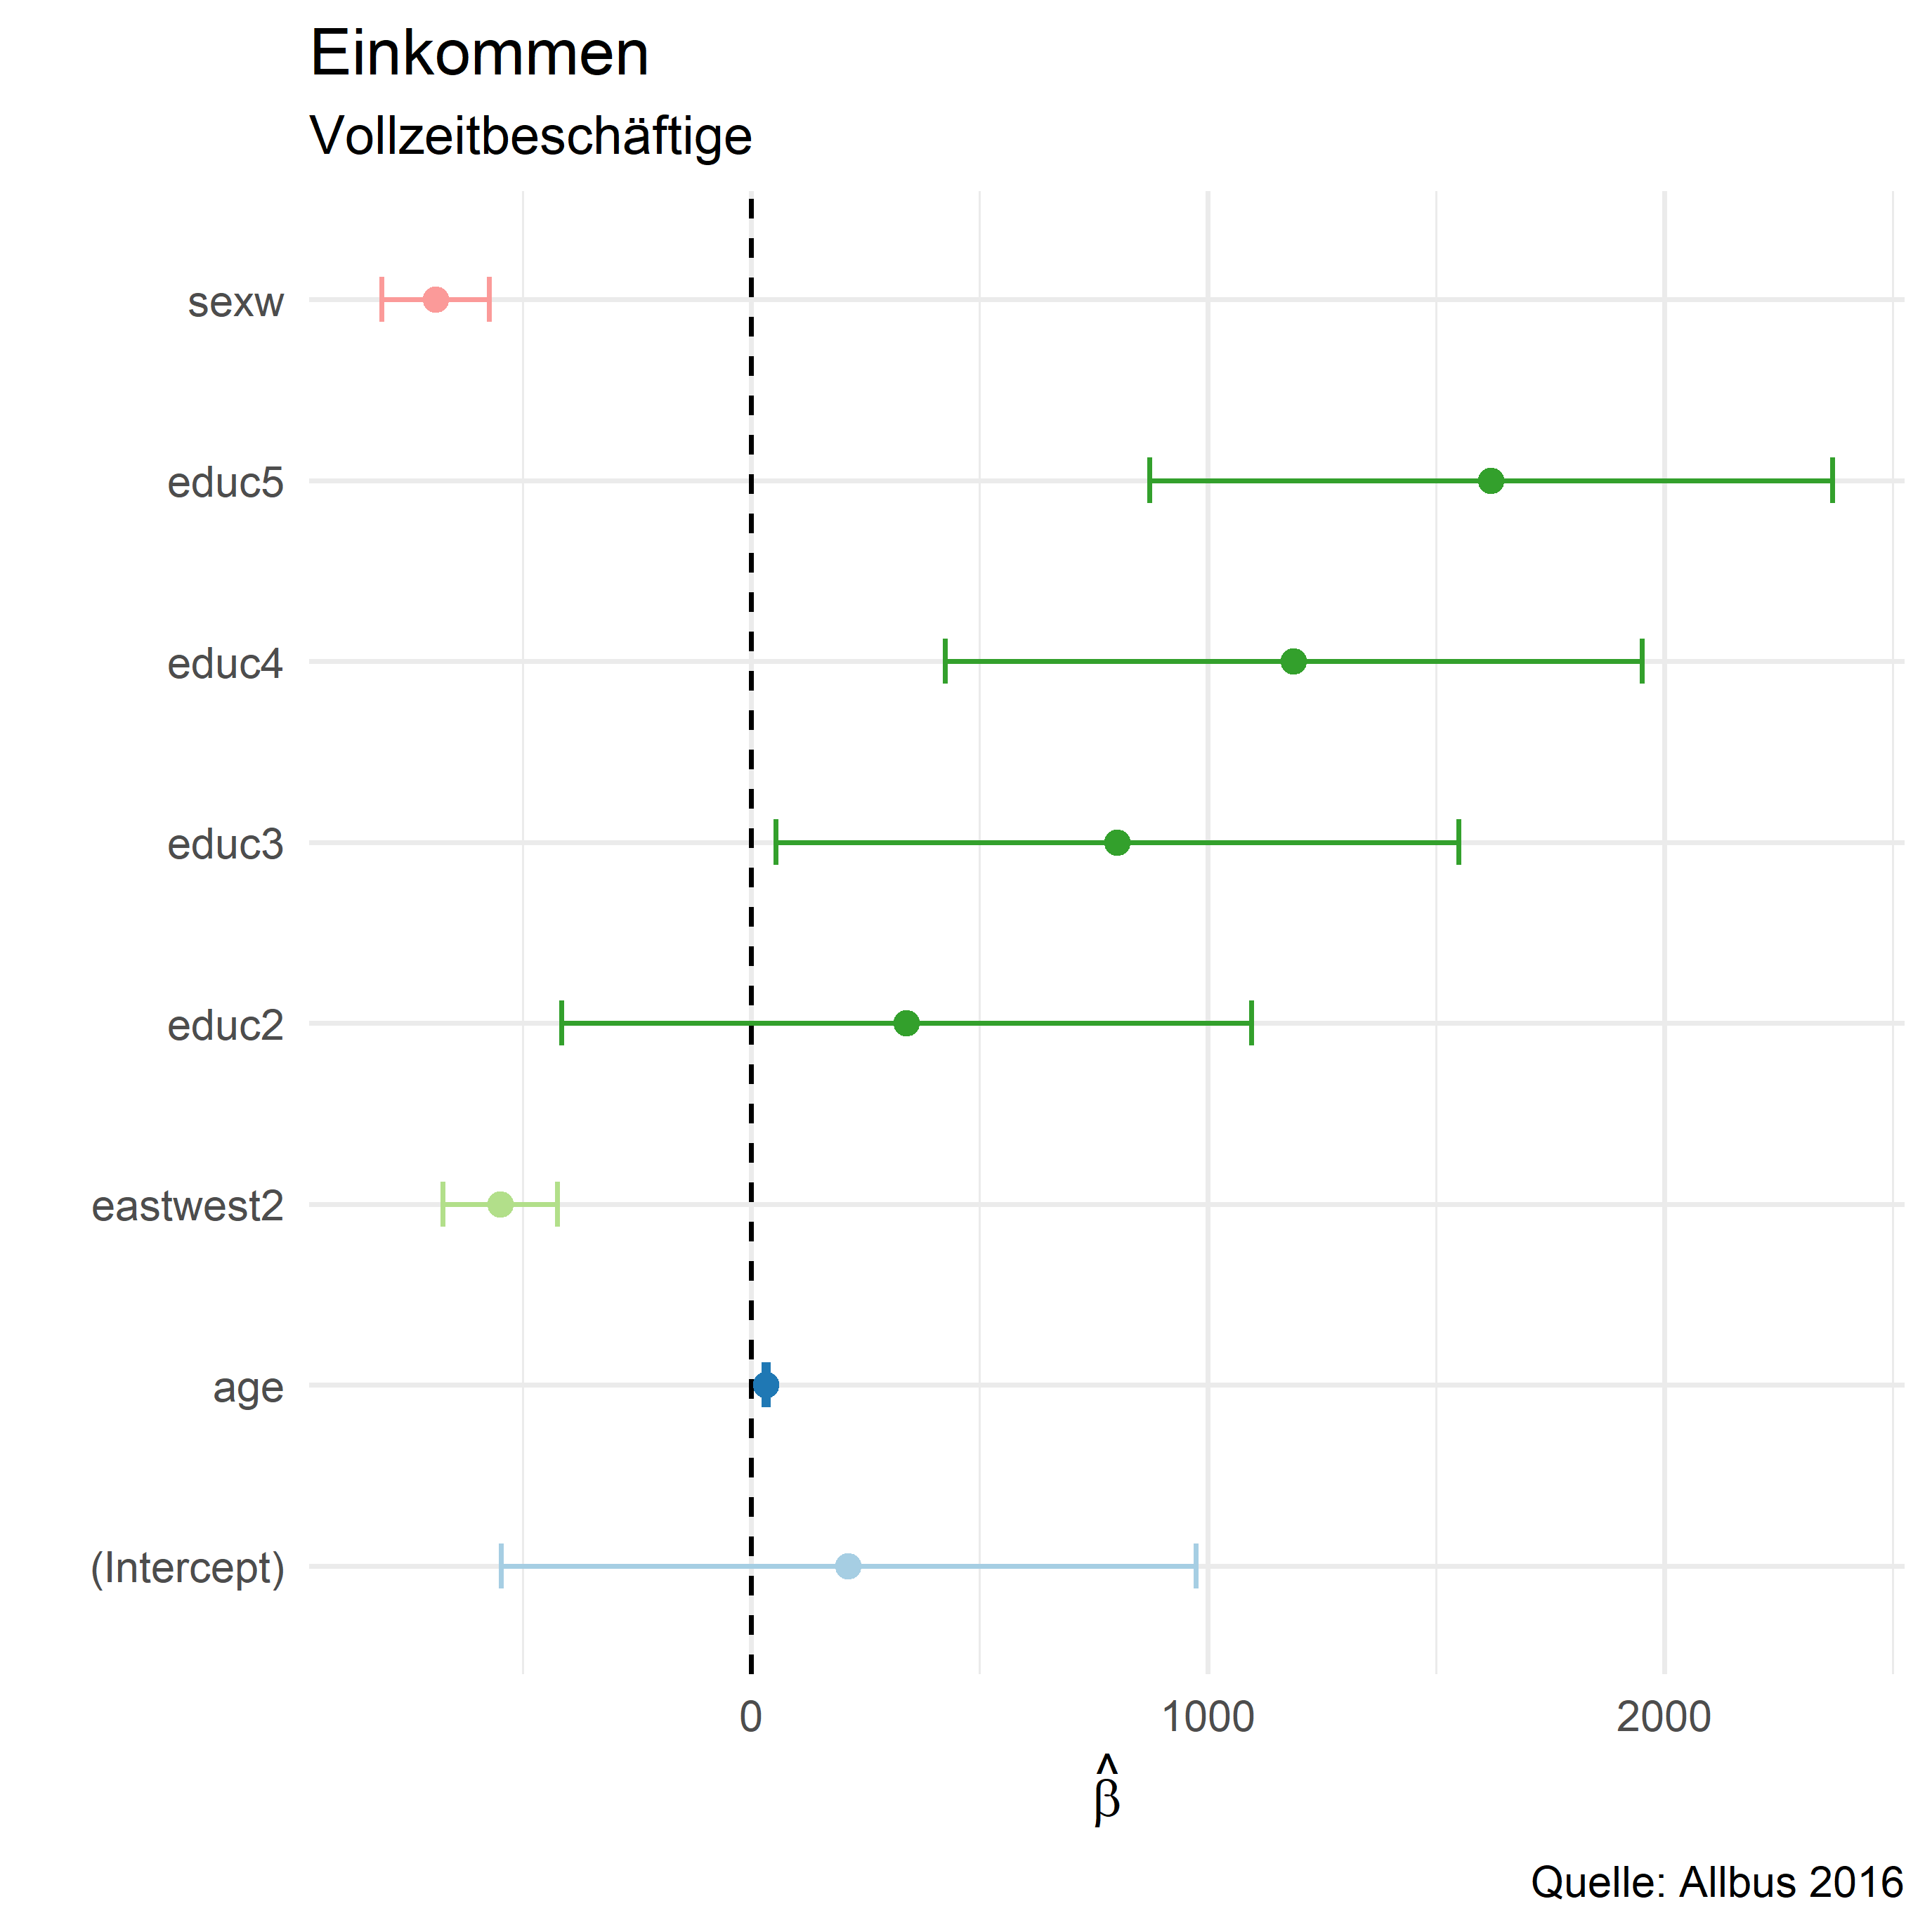 Einkommen
Vollzeitbeschäftige
sexw
educ5
educ4
educ3
educ2
eastwest2
age
(Intercept)
0 1000 2000
β̂
Quelle: Allbus 2016